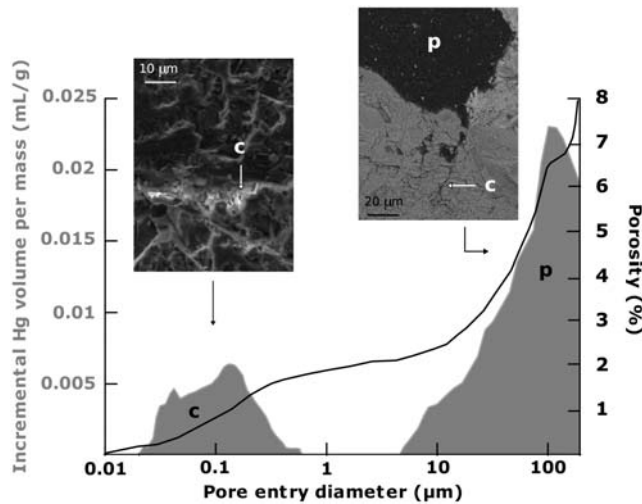 10 µm
c
p
c
20 µm
Incremental Hg volume per mass (mL/g)
0.025
0.02
0.015
0.01
0.005
8
7
6
5
4
3
2
1
Porosity (%)
c
p
0.01
0.1
1
10
100
Pore entry diameter (µm)